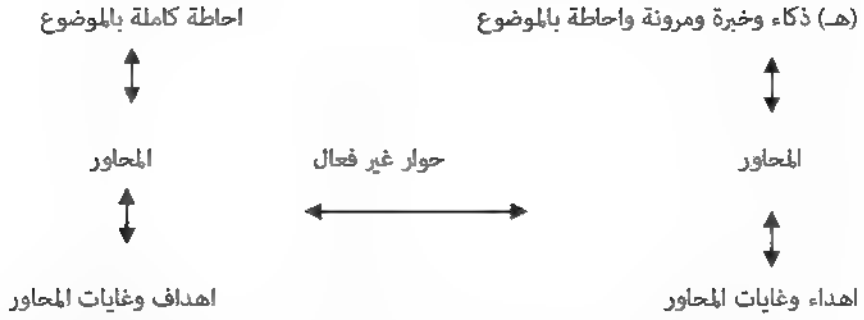 (هـ) ذكاء وخبرة ومرونة واحاطة بالموضوع احاطة كاملة بالموضوع
المحاور حوار غير فعال المحاور
اهداء وغايات المحاور اهداف وغايات المحاور